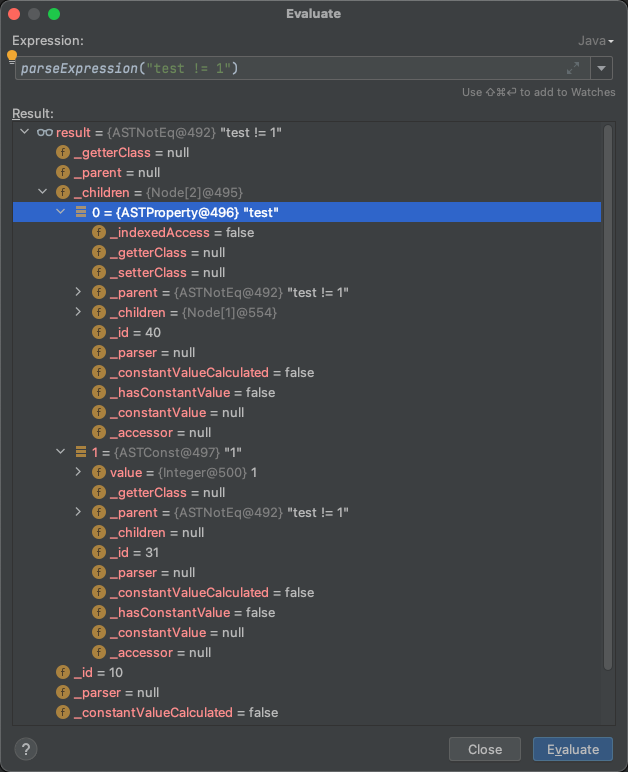 Evaluate
Expression:
Java
parseExpression("test != 1")
Use ⇧⌘⏎ to add to Watches
Result:
result = {ASTNotEq@492} "test != 1"
f _getterClass = null
f _parent = null
f _children = {Node[2]@495}
0 = {ASTProperty@496} "test"
f _indexedAccess = false
f _getterClass = null
f _setterClass = null
f _parent = {ASTNotEq@492} "test != 1"
f _children = {Node[1]@554}
f _id = 40
f _parser = null
f _constantValueCalculated = false
f _hasConstantValue = false
f _constantValue = null
f _accessor = null
1 = {ASTConst@497} "1"
f value = {Integer@500} 1
f _getterClass = null
f _parent = {ASTNotEq@492} "test != 1"
f _children = null
f _id = 31
f _parser = null
f _constantValueCalculated = false
f _hasConstantValue = false
f _constantValue = null
f _accessor = null
f _id = 10
f _parser = null
f _constantValueCalculated = false
? Close Evaluate